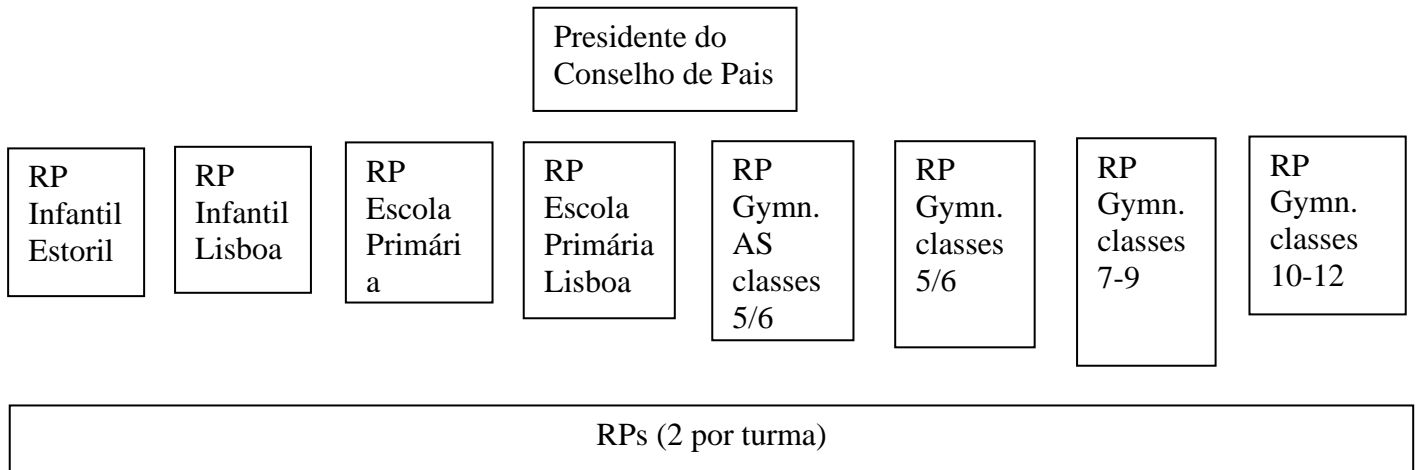 Presidente do
Conselho de Pais
RP
Infantil
Estoril
RP
Infantil
Lisboa
RP
Escola
Primári
a
RP
Escola
Primária
Lisboa
RP
Gymn.
AS
classes
5/6
RP
Gymn.
classes
5/6
RP
Gymn.
classes
7-9
RP
Gymn.
classes
10-12
RPs (2 por turma)